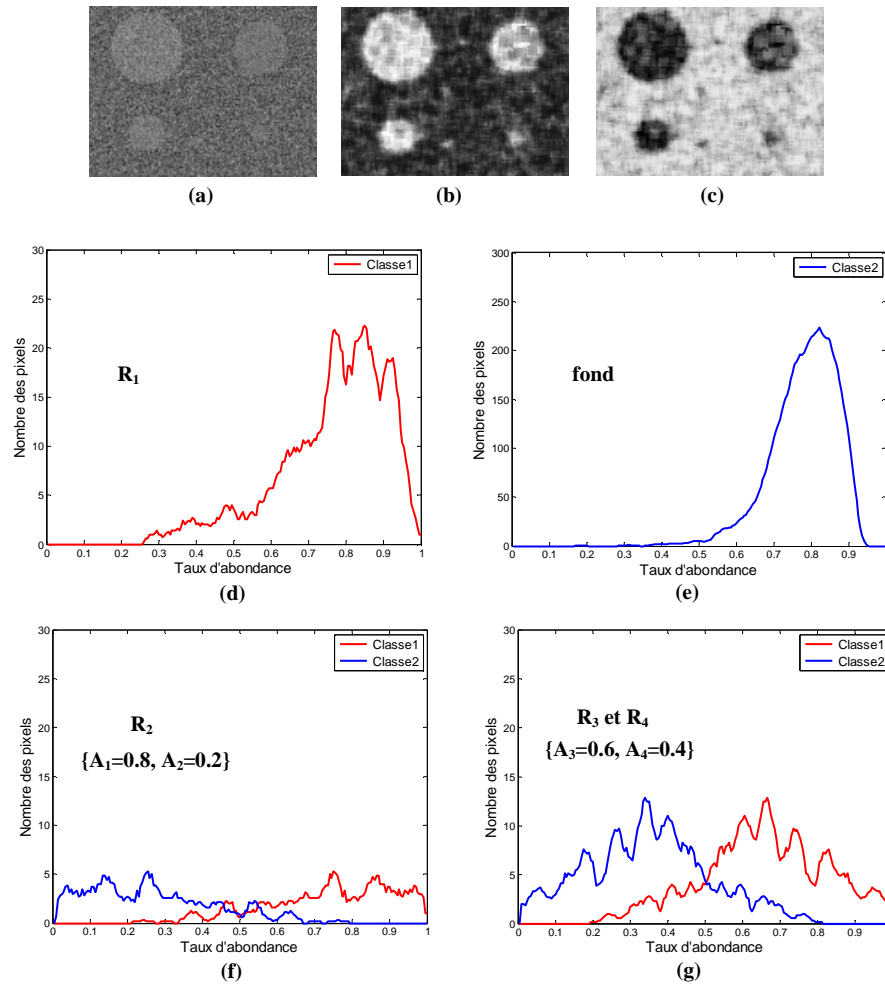 (a)
(b)
(c)
30
25
20
15
10
5
0
0
0.1
0.2
0.3
0.4
0.5
0.6
0.7
0.8
0.9
1
Nombre des pixels
Taux d'abondance
Classe1
R1
(d)
300
250
200
150
100
50
0
0
0.1
0.2
0.3
0.4
0.5
0.6
0.7
0.8
0.9
Nombre des pixels
Taux d'abondance
Classe2
fond
(e)
30
25
20
15
10
5
0
0
0.1
0.2
0.3
0.4
0.5
0.6
0.7
0.8
0.9
1
Nombre des pixels
Taux d'abondance
Classe1
Classe2
R2
{A1=0.8, A2=0.2}
(f)
30
25
20
15
10
5
0
0
0.1
0.2
0.3
0.4
0.5
0.6
0.7
0.8
0.9
Nombre des pixels
Taux d'abondance
Classe1
Classe2
R3 et R4
{A3=0.6, A4=0.4}
(g)